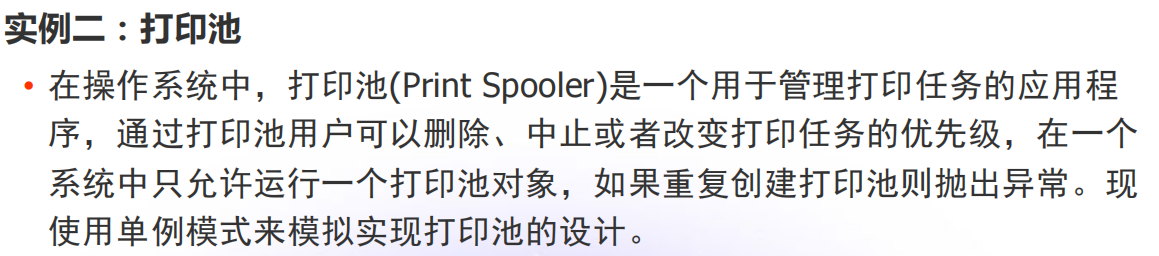 实例二：打印池
• 在操作系统中，打印池(Print Spooler)是一个用于管理打印任务的应用程
序，通过打印池用户可以删除、中止或者改变打印任务的优先级，在一个
系统中只允许运行一个打印池对象，如果重复创建打印池则抛出异常。现
使用单例模式来模拟实现打印池的设计。